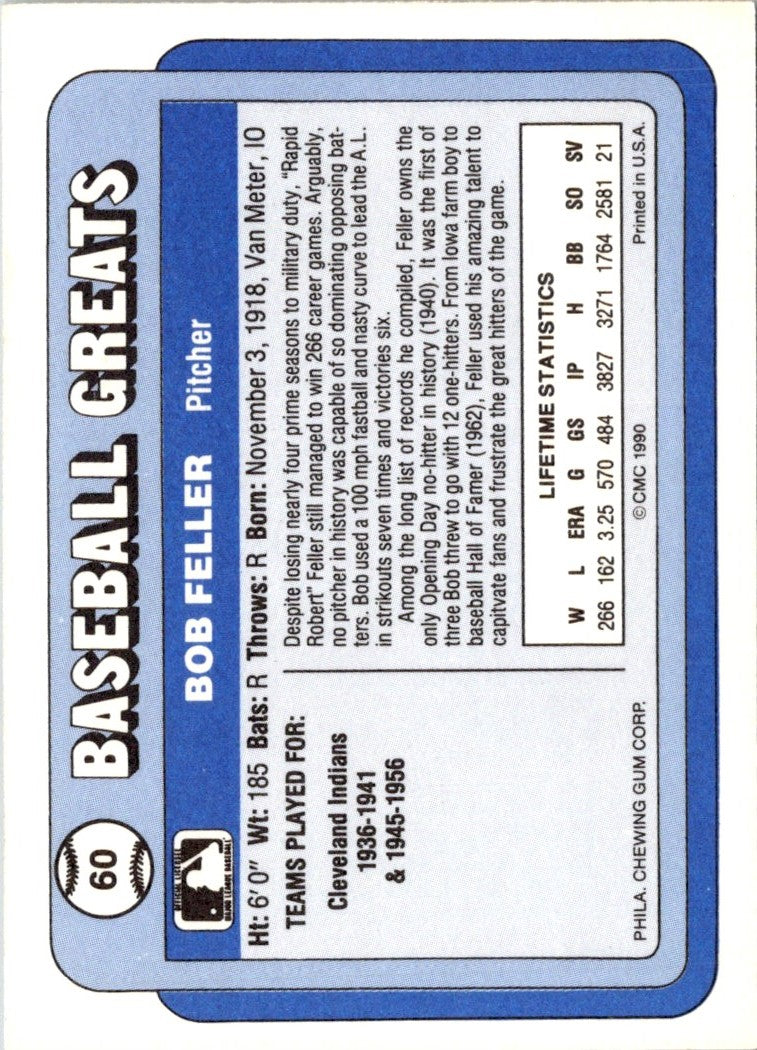 60
BASEBALL GREATS
BOB FELLER Pitcher
OFFICIAL LICENSEE
MAJOR LEAGUE BASEBALL
Ht: 6'0" Wt: 185 Bats: R Throws: R Born: November 3, 1918, Van Meter, IO
TEAMS PLAYED FOR:
Cleveland Indians
1936-1941
& 1945-1956
Despite losing nearly four prime seasons to military duty, "Rapid
Robert" Feller still managed to win 266 career games. Arguably,
no pitcher in history was capable of so dominating opposing bat-
ters. Bob used a 100 mph fastball and nasty curve to lead the A.L.
in strikouts seven times and victories six.
Among the long list of records he compiled, Feller owns the
only Opening Day no-hitter in history (1940). It was the first of
three Bob threw to go with 12 one-hitters. From Iowa farm boy to
baseball Hall of Famer (1962), Feller used his amazing talent to
capitvate fans and frustrate the great hitters of the game.
LIFETIME STATISTICS
W L ERA G GS IP H BB SO SV
266 162 3.25 570 484 3827 3271 1764 2581 21
PHILA. CHEWING GUM CORP. © CMC 1990 Printed in U.S.A.